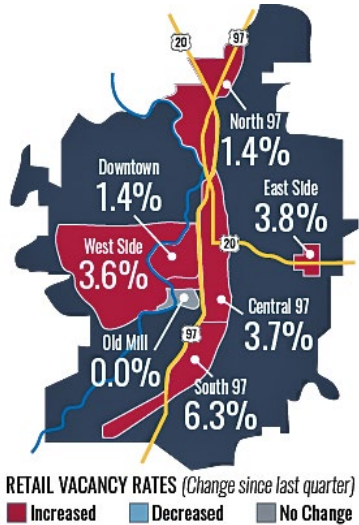 20
97
North 97
1.4%
Downtown
1.4%
East Side
3.8%
West Side
3.6%
20
Central 97
3.7%
97
Old Mill
0.0%
South 97
6.3%
RETAIL VACANCY RATES (Change since last quarter)
Increased
Decreased
No Change